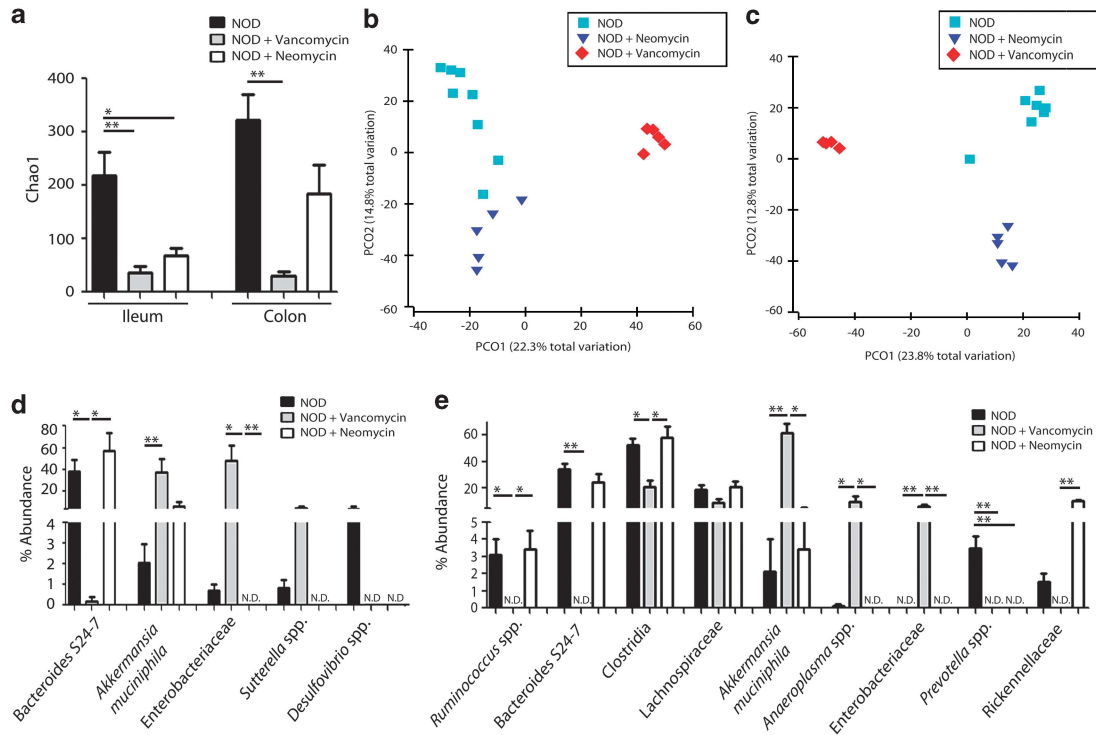 a
NOD
NOD + Vancomycin
NOD + Neomycin
Chao1
400
300
200
100
0
*
**
**
Ileum
Colon
b
NOD
NOD + Neomycin
NOD + Vancomycin
PCO2 (14.8% total variation)
40
20
0
-20
-40
-60
-40
-20
0
20
40
60
PCO1 (22.3% total variation)
c
NOD
NOD + Neomycin
NOD + Vancomycin
PCO2 (12.8% total variation)
40
20
0
-20
-40
-60
-60
-40
-20
0
20
40
PCO1 (23.8% total variation)
d
NOD
NOD + Vancomycin
NOD + Neomycin
% Abundance
80
60
40
20
4
3
2
1
0
* *
**
* **
N.D.
N.D.
N.D.
N.D
Bacteroides S24-7
Akkermansia
muciniphila
Enterobacteriaceae
Sutterella spp.
Desulfovibrio spp.
e
NOD
NOD + Vancomycin
NOD + Neomycin
% Abundance
60
40
20
5
4
3
2
1
0
* *
**
* *
** *
* *
** **
**
**
**
N.D.
N.D.
N.D.
N.D.
N.D.
N.D.
N.D.
N.D.
Ruminococcus spp.
Bacteroides S24-7
Clostridia
Lachnospiraceae
Akkermansia
muciniphila
Anaeroplasma spp.
Enterobacteriaceae
Prevotella spp.
Rickennellaceae